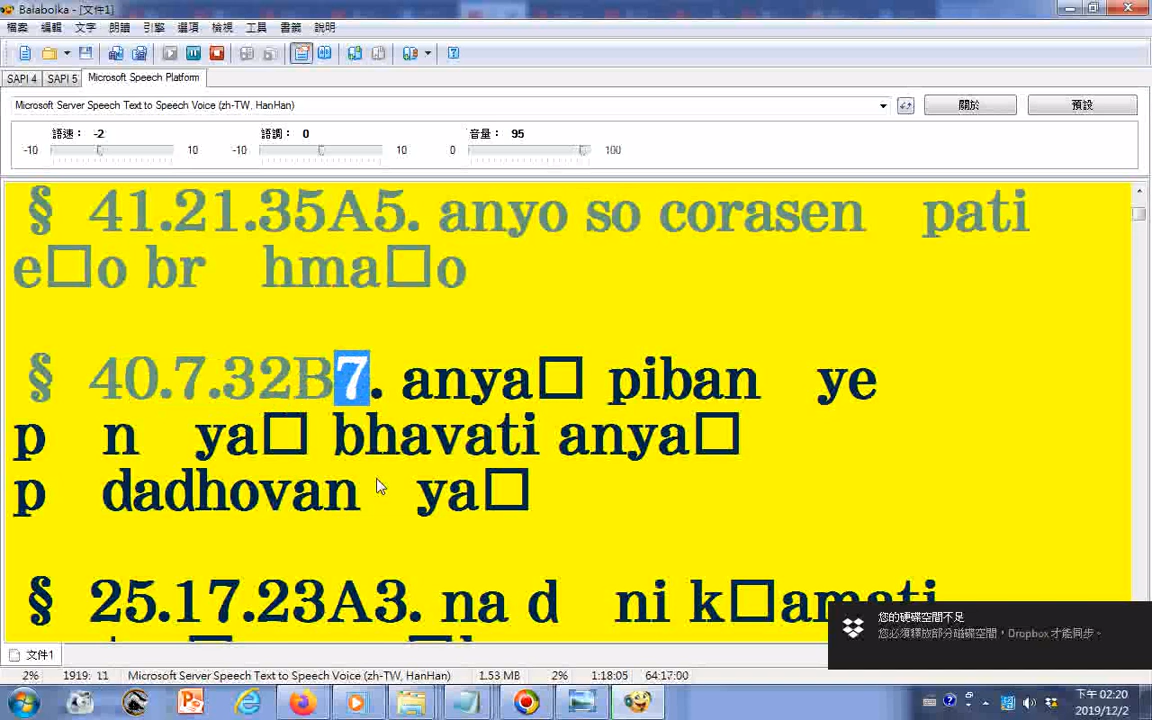 Balabolka - [文件1]
檔案 編輯 文字 朗讀 引擎 選項 檢視 工具 書籤 說明
SAPI 4 SAPI 5 Microsoft Speech Platform
Microsoft Server Speech Text to Speech Voice (zh-TW, HanHan) 關於 預設
語速： -2 語調： 0 音量： 95
-10 10 -10 10 0 100
§ 41.21.35A5. anyo so corasen pati
e□o br hma□o
§ 40.7.32B7. anya□ piban ye
p n ya□ bhavati anya□
p dadhovan ya□
§ 25.17.23A3. na d ni k□amati
您的硬碟空間不足
您必須釋放部分磁碟空間，Dropbox 才能同步。
文件1
2% 1919: 11 Microsoft Server Speech Text to Speech Voice (zh-TW, HanHan) 1.53 MB 2% 1:18:05 64:17:00
下午 02:20
2019/12/2